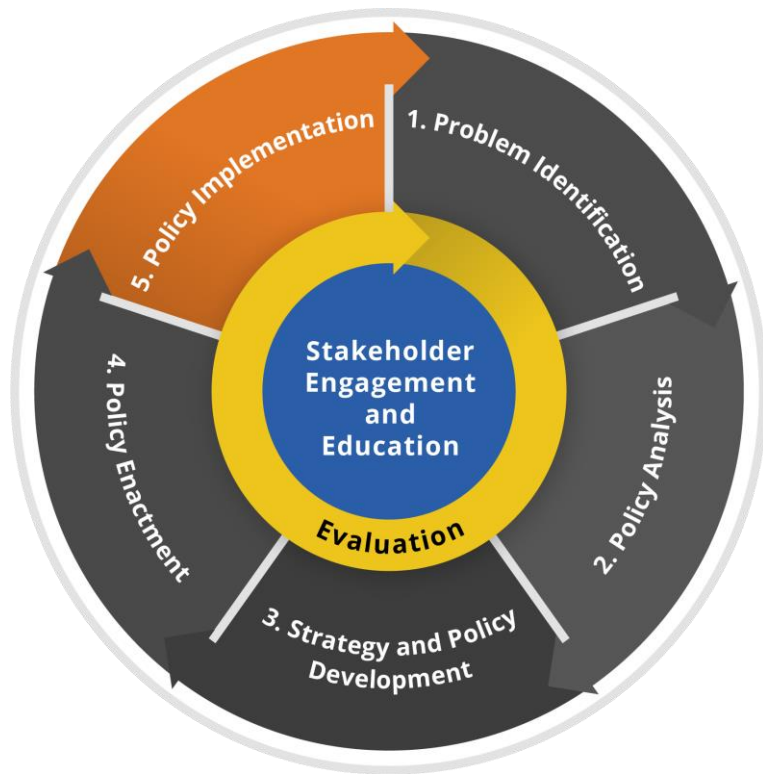 1. Problem Identification
2. Policy Analysis
3. Strategy and Policy
Development
4. Policy Enactment
5. Policy Implementation
Evaluation
Stakeholder
Engagement
and
Education